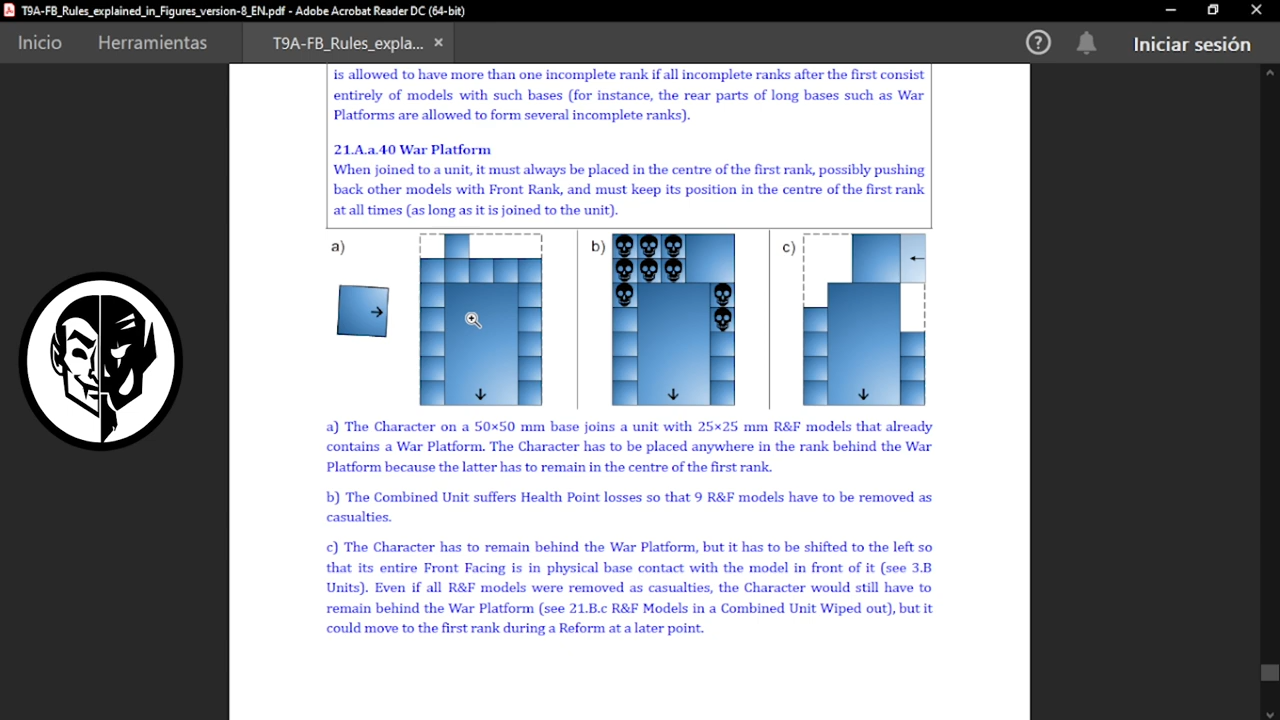 T9A-FB_Rules_explained_in_Figures_version-8_EN.pdf - Adobe Acrobat Reader DC (64-bit)
Inicio
Herramientas
T9A-FB_Rules_expla...
Iniciar sesión
is allowed to have more than one incomplete rank if all incomplete ranks after the first consist
entirely of models with such bases (for instance, the rear parts of long bases such as War
Platforms are allowed to form several incomplete ranks).
21.A.a.40 War Platform
When joined to a unit, it must always be placed in the centre of the first rank, possibly pushing
back other models with Front Rank, and must keep its position in the centre of the first rank
at all times (as long as it is joined to the unit).
a)
b)
c)
a) The Character on a 50×50 mm base joins a unit with 25×25 mm R&F models that already
contains a War Platform. The Character has to be placed anywhere in the rank behind the War
Platform because the latter has to remain in the centre of the first rank.
b) The Combined Unit suffers Health Point losses so that 9 R&F models have to be removed as
casualties.
c) The Character has to remain behind the War Platform, but it has to be shifted to the left so
that its entire Front Facing is in physical base contact with the model in front of it (see 3.B
Units). Even if all R&F models were removed as casualties, the Character would still have to
remain behind the War Platform (see 21.B.c R&F Models in a Combined Unit Wiped out), but it
could move to the first rank during a Reform at a later point.